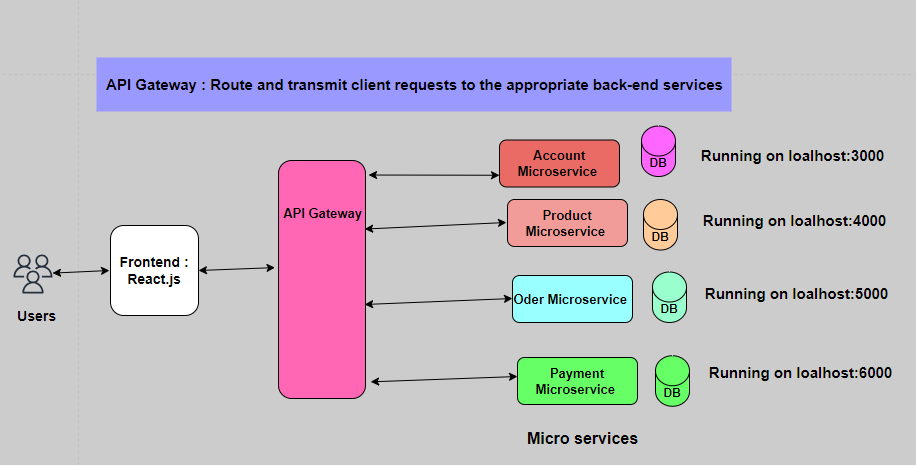 API Gateway : Route and transmit client requests to the appropriate back-end services
Account
Microservice
DB
Running on loalhost:3000
API Gateway
Product
Microservice
DB
Running on loalhost:4000
Frontend :
React.js
Users
Oder Microservice
DB
Running on loalhost:5000
Payment
Microservice
DB
Running on loalhost:6000
Micro services